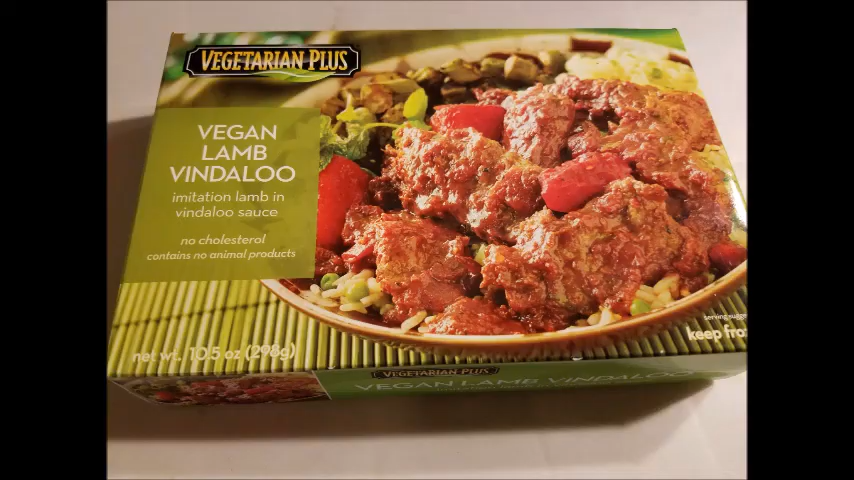 VEGETARIAN PLUS
VEGAN
LAMB
VINDALOO
imitation lamb in
vindaloo sauce
no cholesterol
contains no animal products
serving
keep
net wt. 10.5 oz (298g)
VEGETARIAN PLUS
VEGAN LAMB VINDALOO